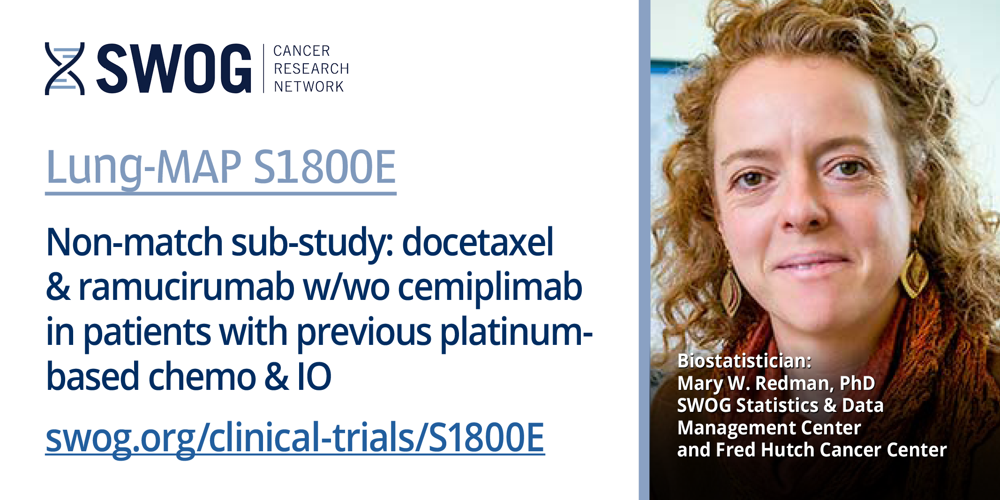 SWOG
CANCER
RESEARCH
NETWORK
Lung-MAP S1800E
Non-match sub-study: docetaxel
& ramucirumab w/wo cemiplimab
in patients with previous platinum-
based chemo & IO
swog.org/clinical-trials/S1800E
Biostatistician:
Mary W. Redman, PhD
SWOG Statistics & Data
Management Center
and Fred Hutch Cancer Center